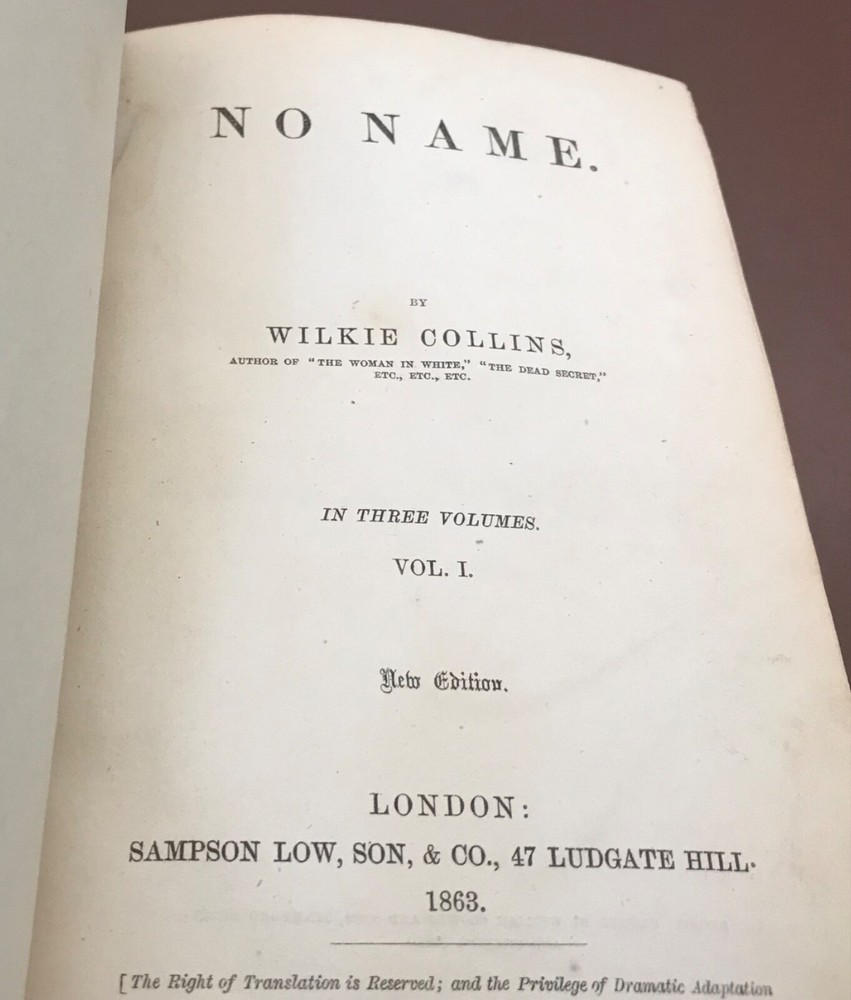 NO NAME.
BY
WILKIE COLLINS,
AUTHOR OF "THE WOMAN IN WHITE," "THE DEAD SECRET,"
ETC., ETC., ETC.
IN THREE VOLUMES.
VOL. I.
New Edition.
LONDON:
SAMPSON LOW, SON, & CO., 47 LUDGATE HILL.
1863.
[The Right of Translation is Reserved; and the Privilege of Dramatic Adaptation